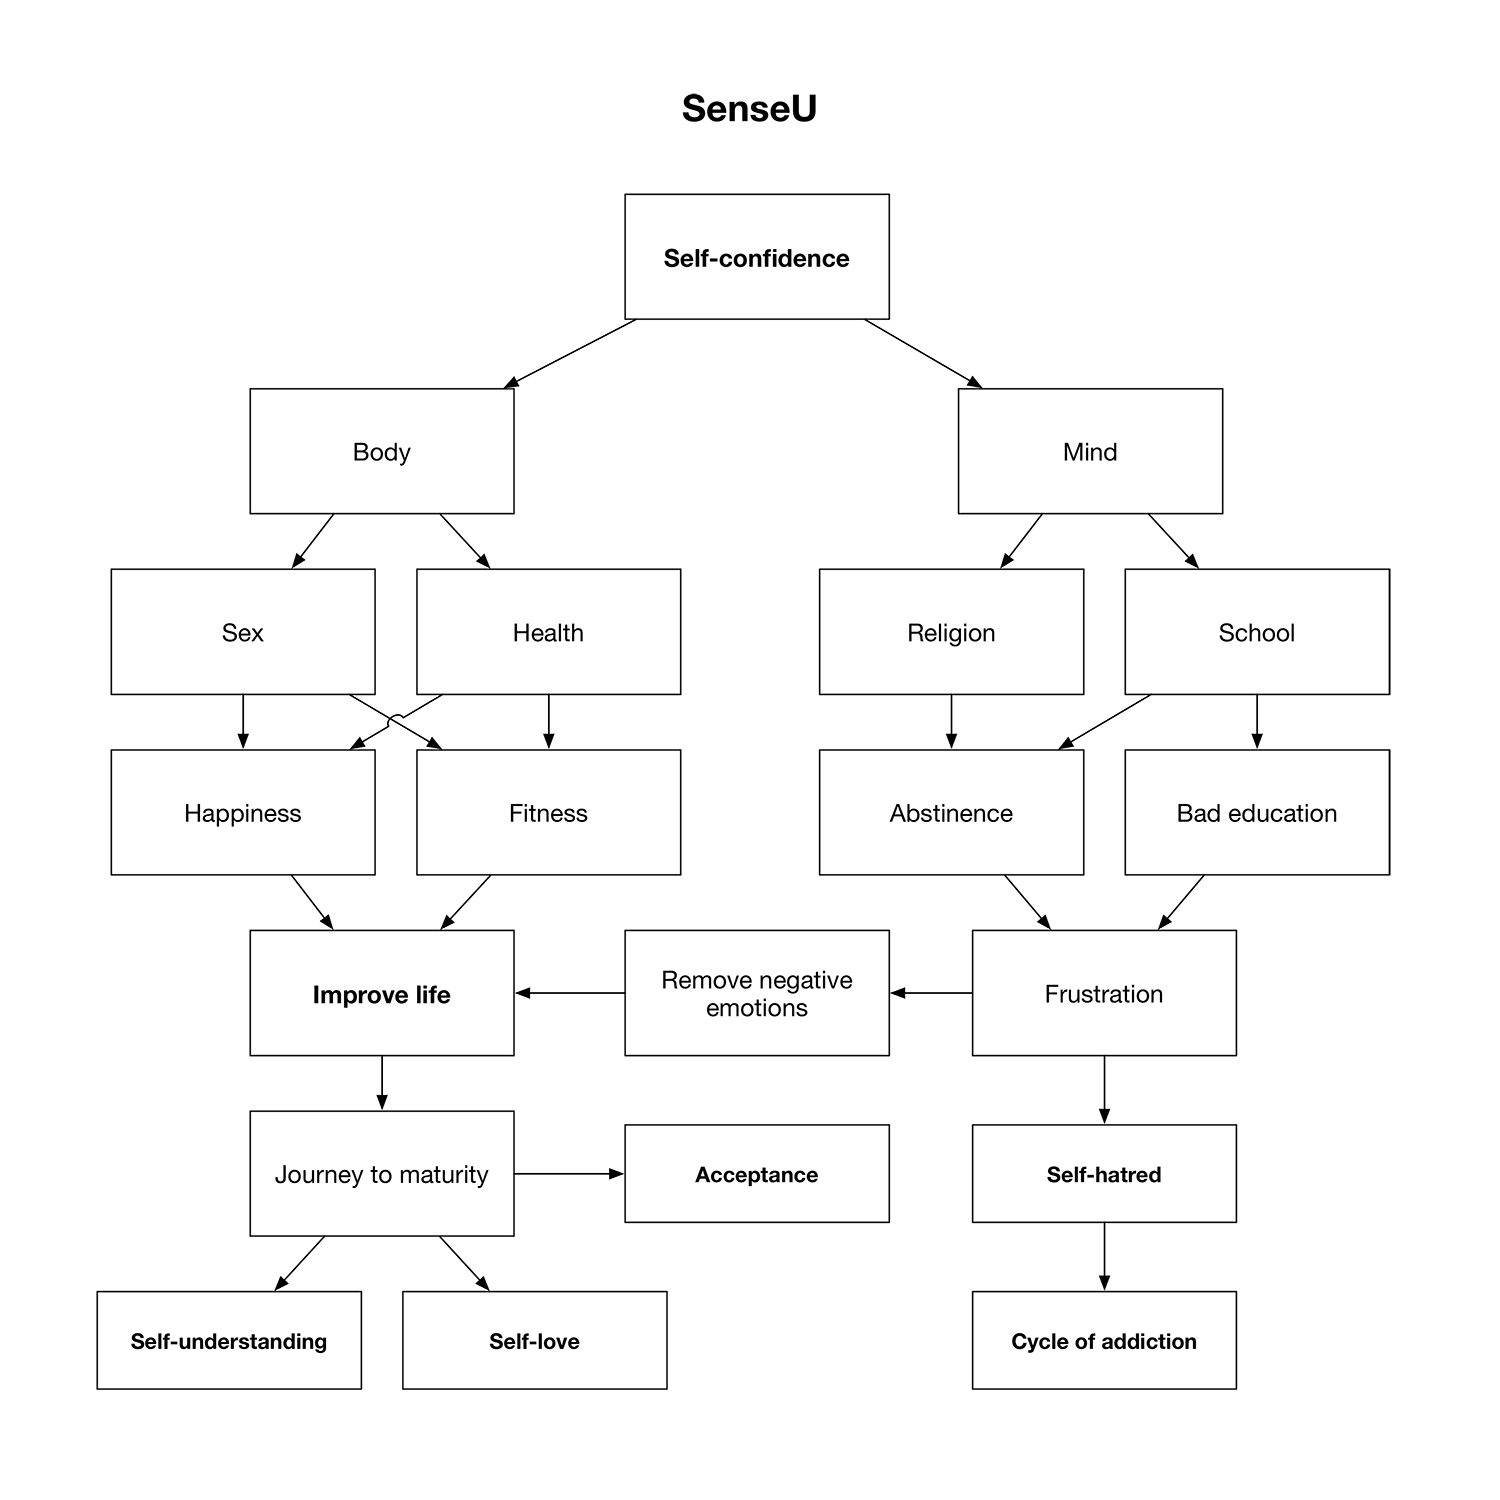 SenseU
Self-confidence
Body
Mind
Sex
Health
Religion
School
Happiness
Fitness
Abstinence
Bad education
Improve life
Remove negative
emotions
Frustration
Journey to maturity
Acceptance
Self-hatred
Self-understanding
Self-love
Cycle of addiction